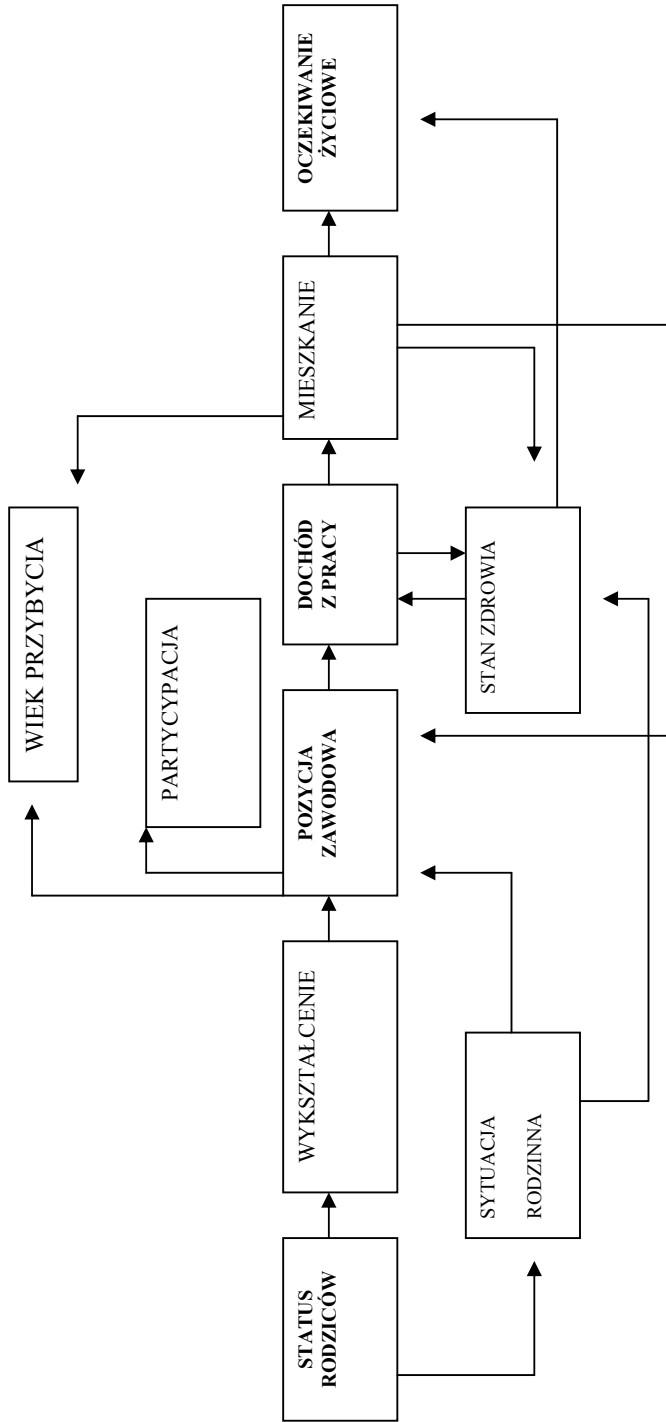 WIEK PRZYBYCIA
PARTYCYPACJA
STATUS
RODZICÓW
WYKSZTAŁCENIE
POZYCJA
ZAWODOWA
DOCHÓD
Z PRACY
MIESZKANIE
OCZEKIWANIE
ŻYCIOWE
SYTUACJA
RODZINNA
STAN ZDROWIA